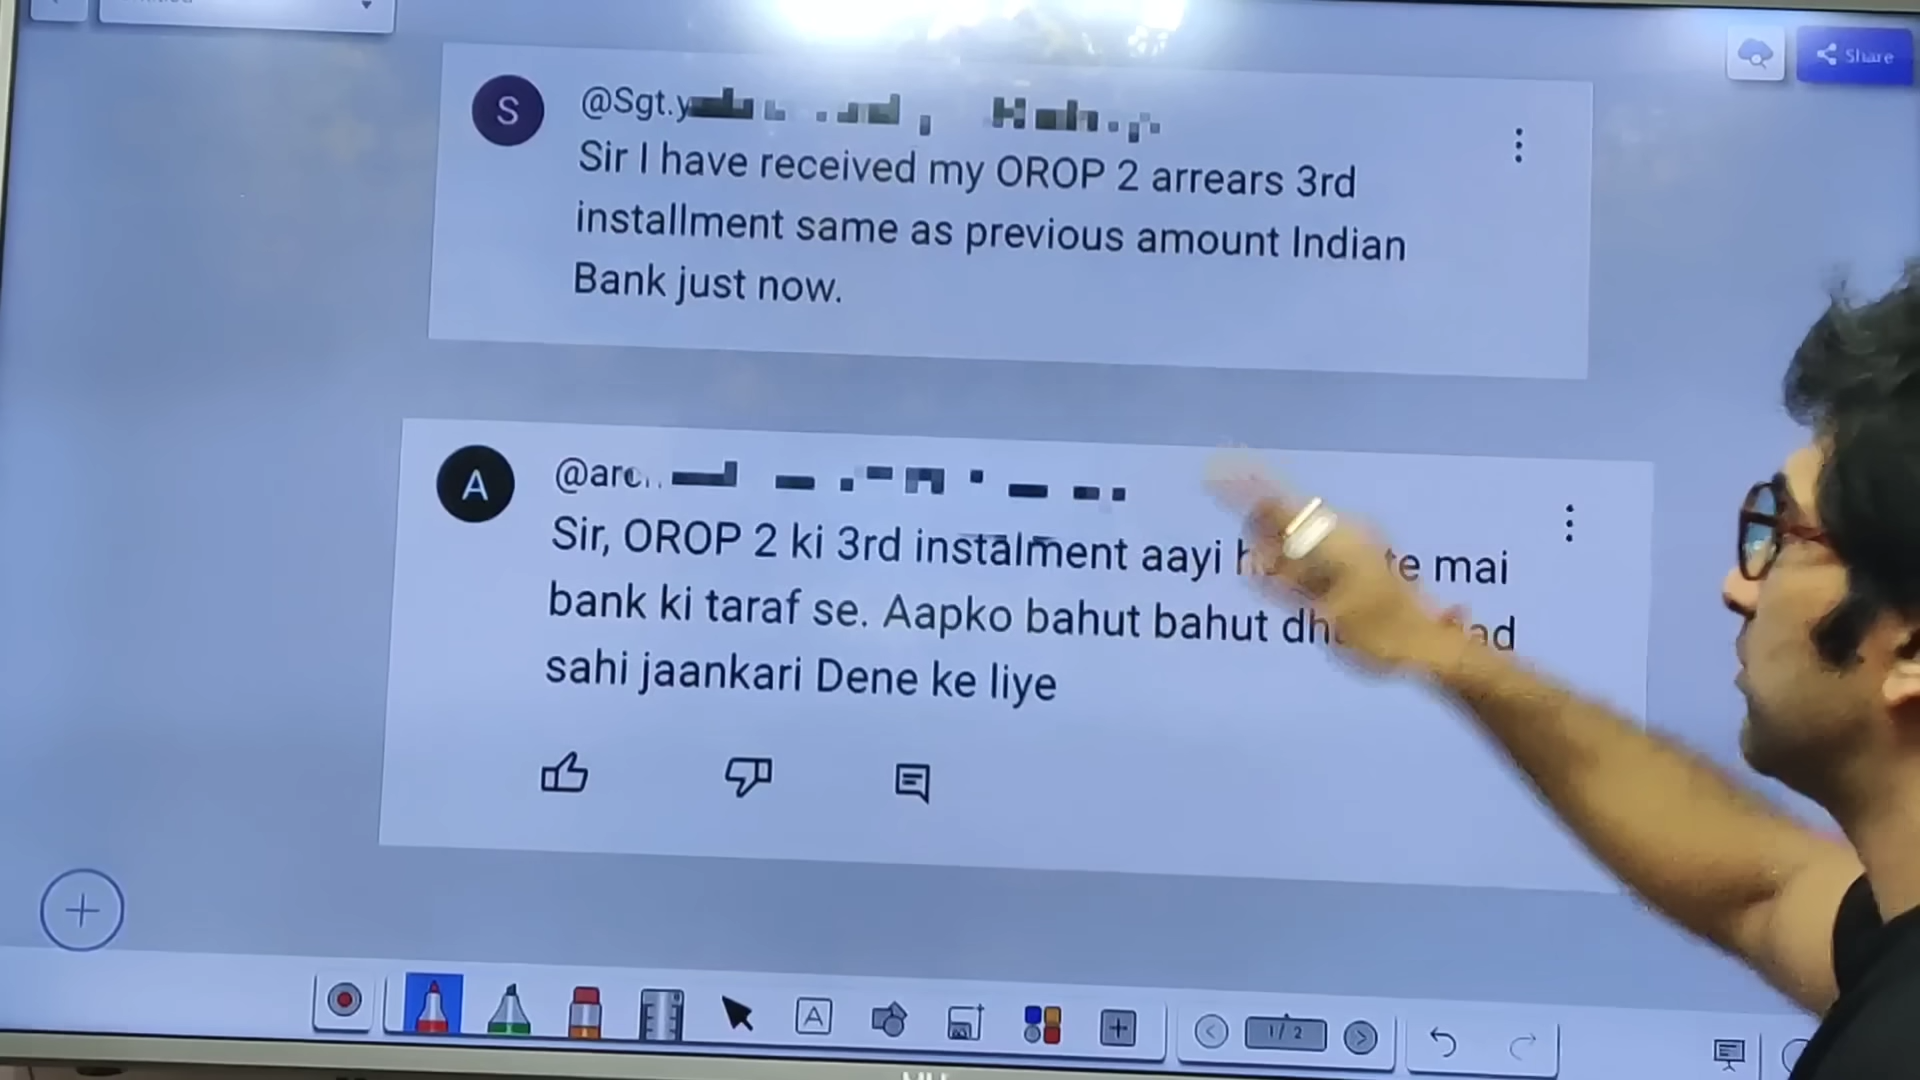 Share
S
@Sgt.y
Sir I have received my OROP 2 arrears 3rd
installment same as previous amount Indian
Bank just now.
A
Sir, OROP 2 ki 3rd instalment aayi mai
bank ki taraf se. Aapko bahut bahut
sahi jaankari Dene ke liye
A
1/2